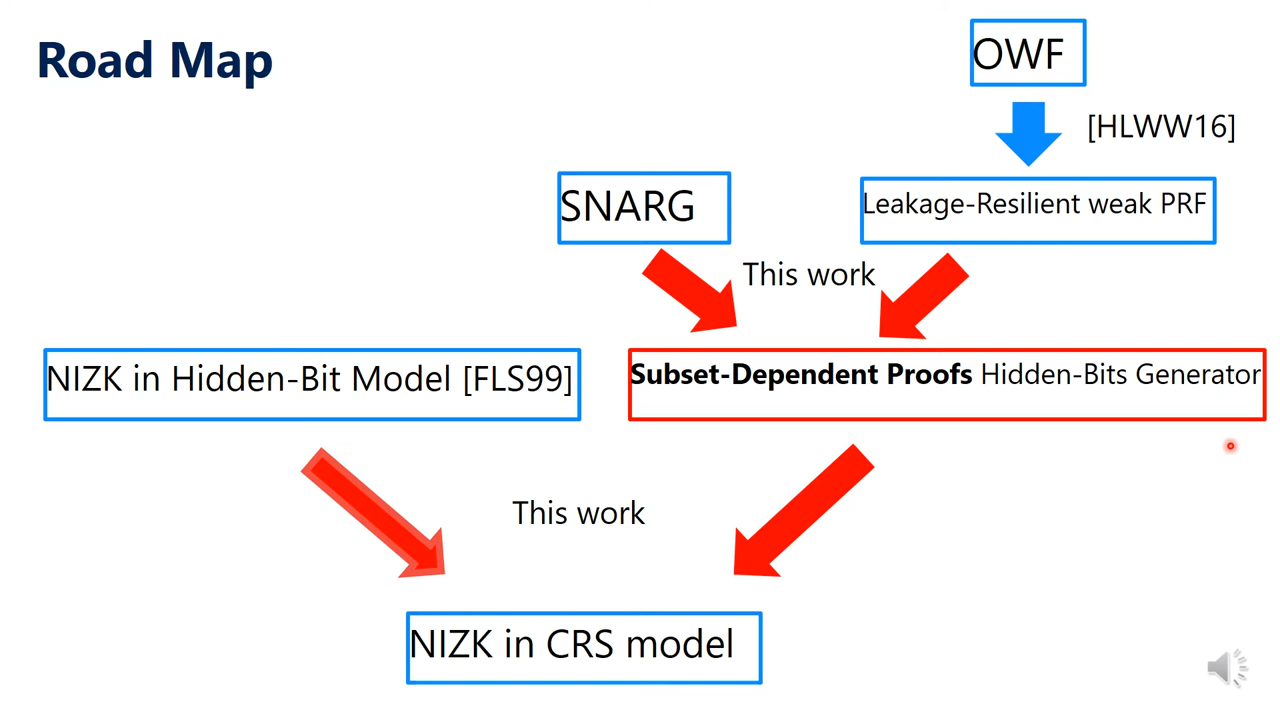 Road Map
OWF
[HLWW16]
SNARG
Leakage-Resilient weak PRF
This work
NIZK in Hidden-Bit Model [FLS99]
Subset-Dependent Proofs Hidden-Bits Generator
This work
NIZK in CRS model